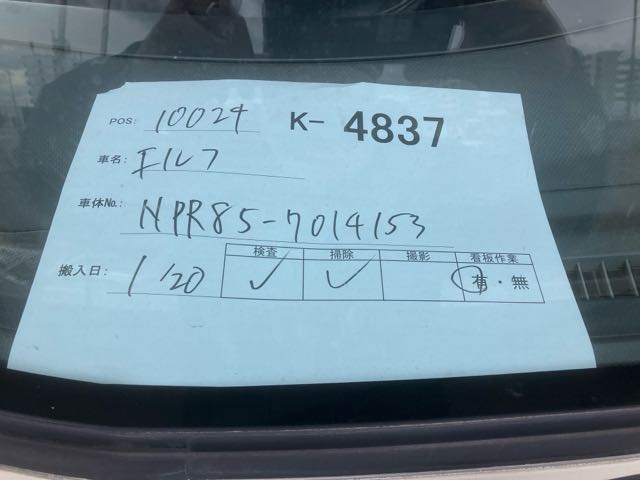 POS: 10024 K- 4837
車名: エルフ
車体No.: NPR85-7014153
搬入日: 1/20
検査 掃除 撮影 看板作業
✓ ✓ 有・無